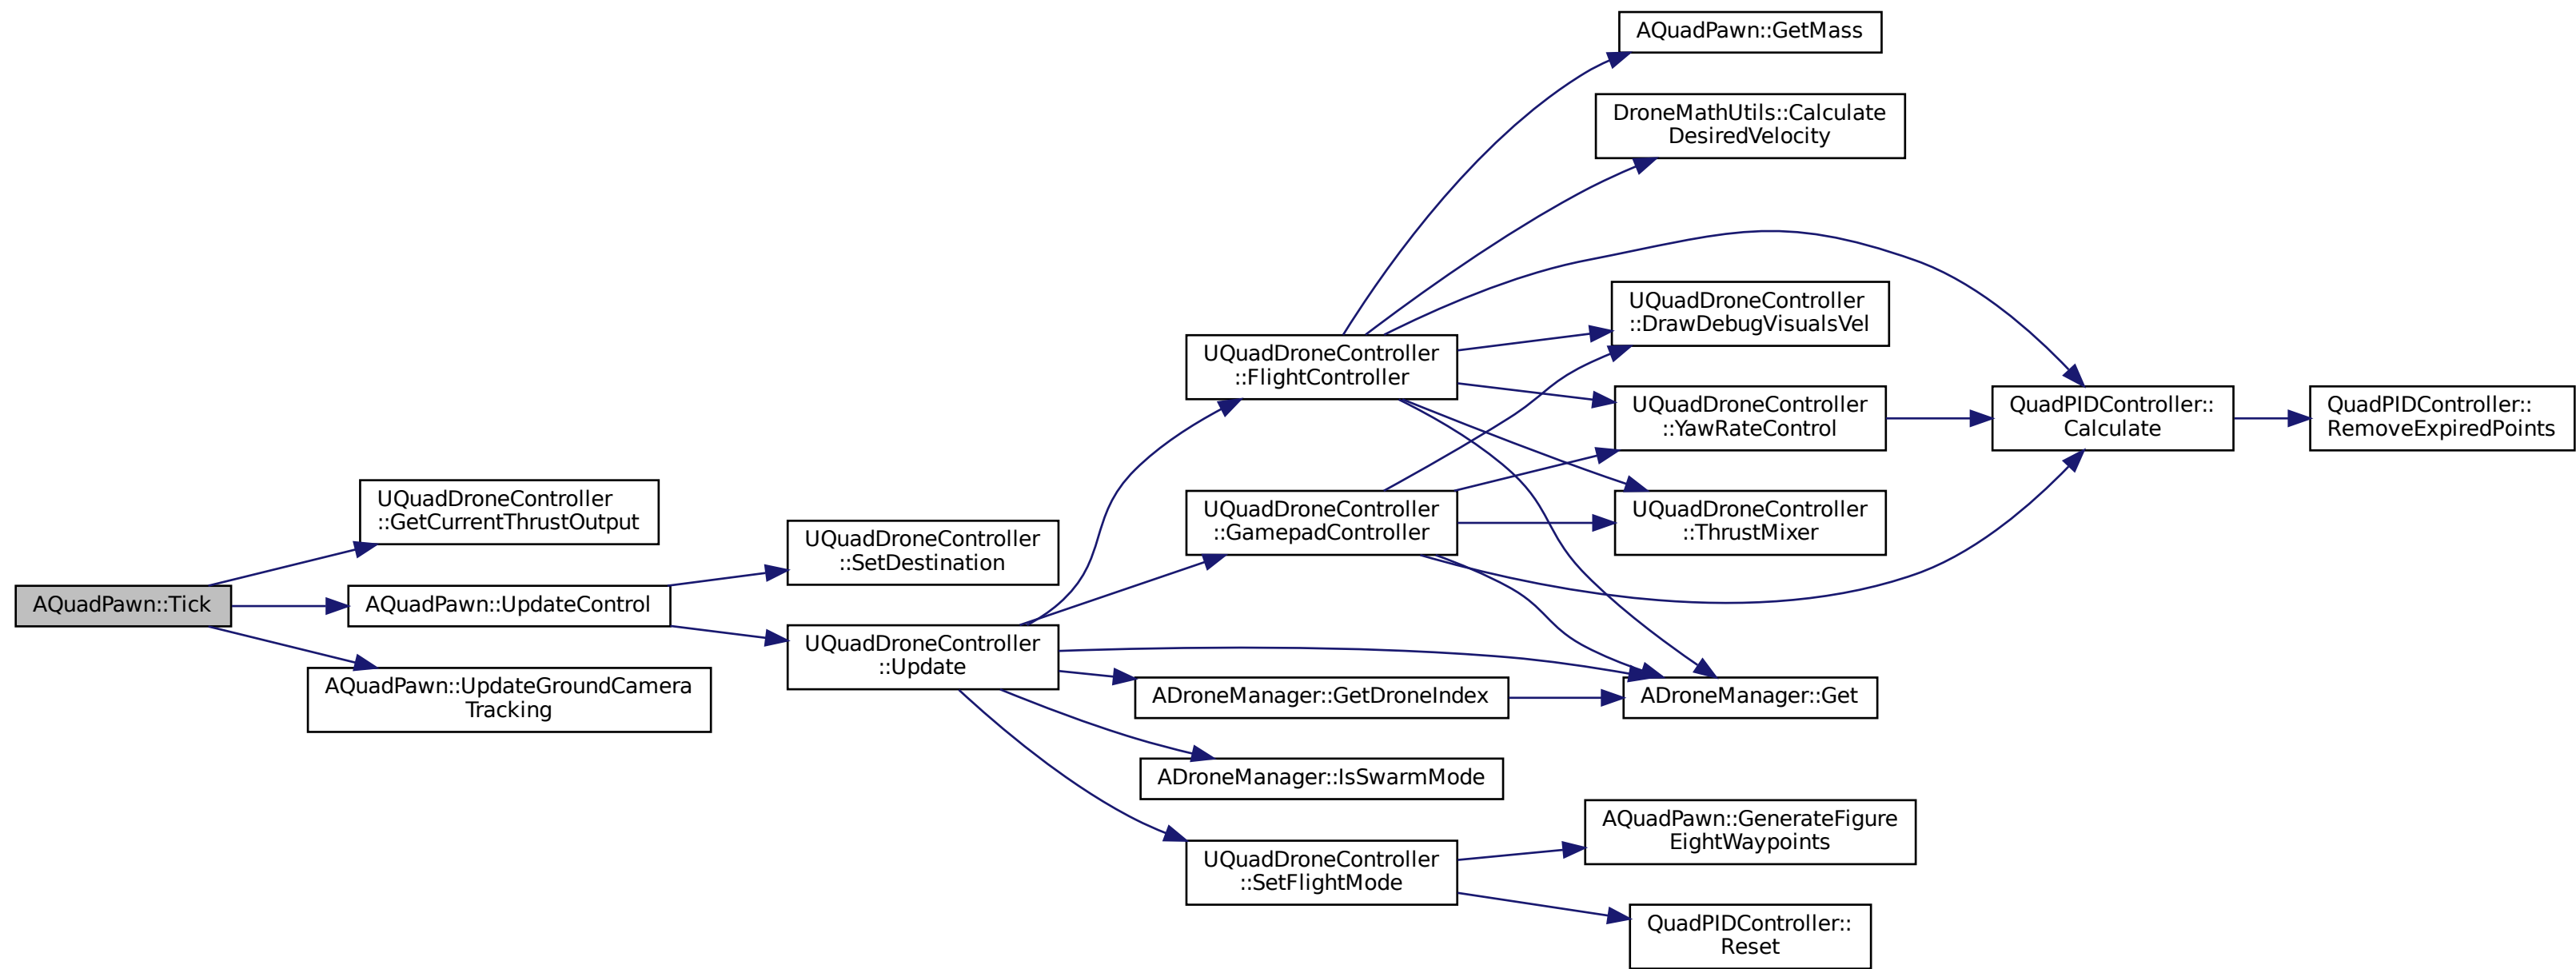 AQuadPawn::Tick
UQuadDroneController
::GetCurrentThrustOutput
AQuadPawn::UpdateControl
AQuadPawn::UpdateGroundCamera
Tracking
UQuadDroneController
::SetDestination
UQuadDroneController
::Update
UQuadDroneController
::FlightController
UQuadDroneController
::GamepadController
ADroneManager::GetDroneIndex
ADroneManager::IsSwarmMode
UQuadDroneController
::SetFlightMode
AQuadPawn::GetMass
DroneMathUtils::Calculate
DesiredVelocity
UQuadDroneController
::DrawDebugVisualsVel
UQuadDroneController
::YawRateControl
UQuadDroneController
::ThrustMixer
ADroneManager::Get
AQuadPawn::GenerateFigure
EightWaypoints
QuadPIDController::
Reset
QuadPIDController::
Calculate
QuadPIDController::
RemoveExpiredPoints